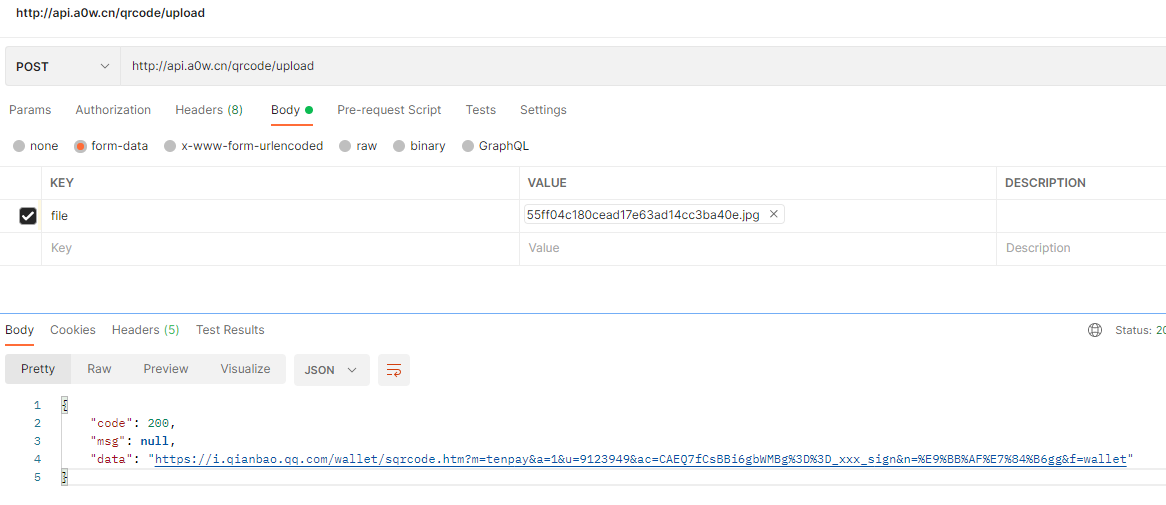 http://api.a0w.cn/qrcode/upload
POST http://api.a0w.cn/qrcode/upload
Params Authorization Headers (8) Body Pre-request Script Tests Settings
none form-data x-www-form-urlencoded raw binary GraphQL
KEY VALUE DESCRIPTION
file 55ff04c180cead17e63ad14cc3ba40e.jpg
Key Value Description
Body Cookies Headers (5) Test Results Status: 20
Pretty Raw Preview Visualize JSON
1 {
2 "code": 200,
3 "msg": null,
4 "data": "https://i.qianbao.qq.com/wallet/sqrcode.htm?m=tenpay&a=1&u=9123949&ac=CAEQ7fCsBBi6gbWMBg%3D%3D_xxx_sign&n=%E9%BB%AF%E7%84%B6gg&f=wallet"
5 }